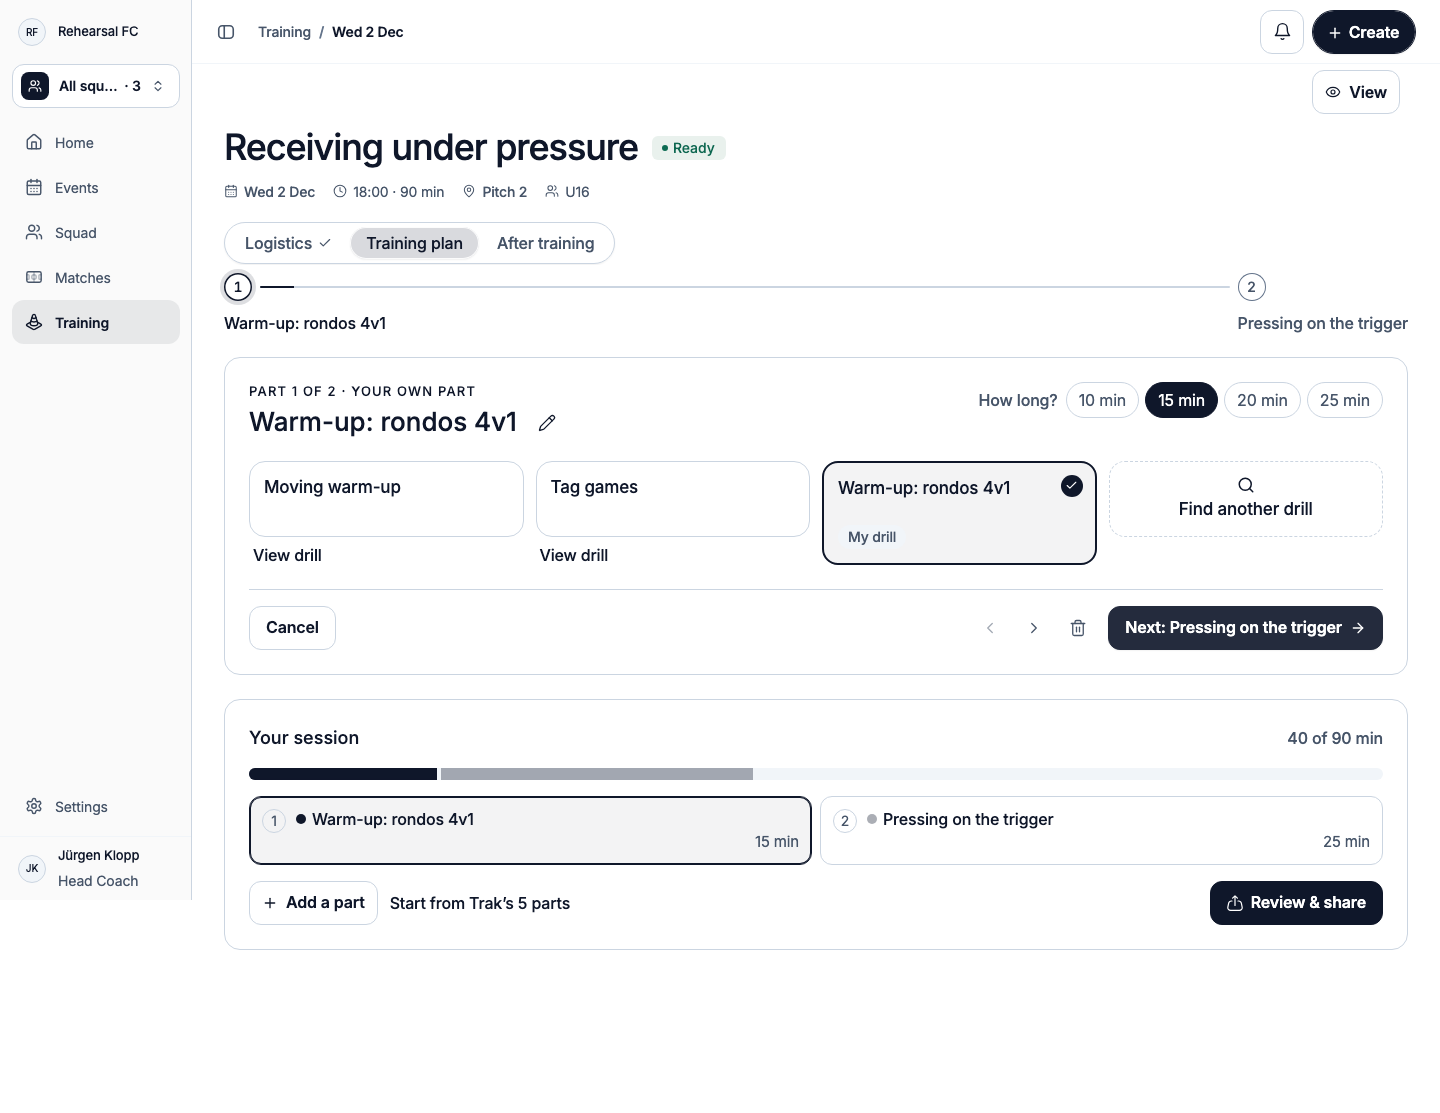 RF
Rehearsal FC
All squ... · 3
Home
Events
Squad
Matches
Training
Settings
JK
Jürgen Klopp
Head Coach
Training / Wed 2 Dec
+ Create
View
Receiving under pressure
Ready
Wed 2 Dec
18:00 · 90 min
Pitch 2
U16
Logistics
Training plan
After training
1
2
Warm-up: rondos 4v1
Pressing on the trigger
PART 1 OF 2 · YOUR OWN PART
Warm-up: rondos 4v1
How long?
10 min
15 min
20 min
25 min
Moving warm-up
View drill
Tag games
View drill
Warm-up: rondos 4v1
My drill
Find another drill
Cancel
Next: Pressing on the trigger →
Your session
40 of 90 min
1
Warm-up: rondos 4v1
15 min
2
Pressing on the trigger
25 min
+ Add a part
Start from Trak’s 5 parts
Review & share